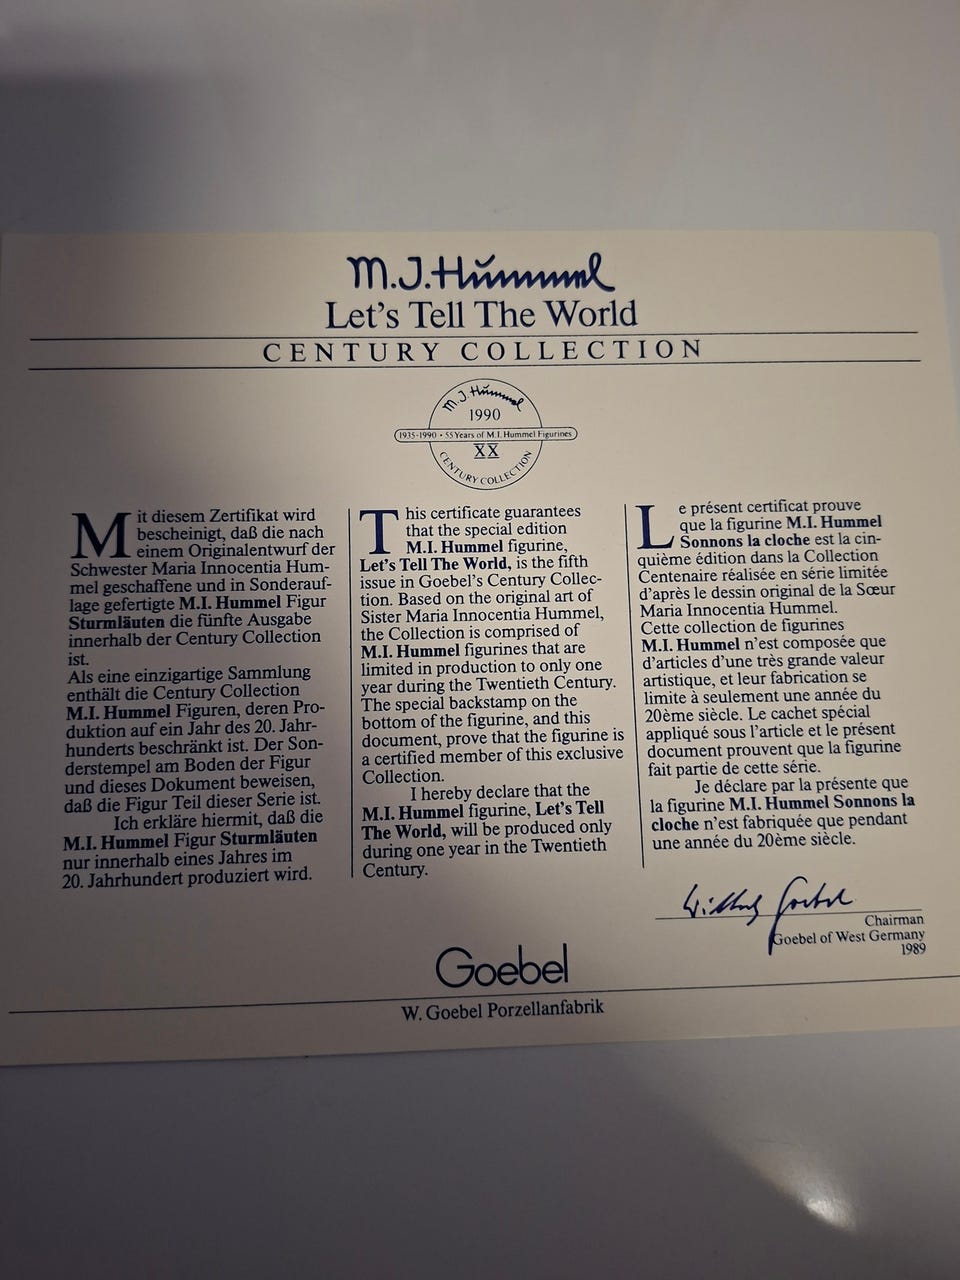 M.J. Hummel
Let's Tell The World
CENTURY COLLECTION
M.J. Hummel
1990
1935-1990 • 55 Years of M.I. Hummel Figurines
XX
CENTURY COLLECTION
Mit diesem Zertifikat wird
bescheinigt, daß die nach
einem Originalentwurf der
Schwester Maria Innocentia Hum-
mel geschaffene und in Sonderauf-
lage gefertigte M.I. Hummel Figur
Sturmläuten die fünfte Ausgabe
innerhalb der Century Collection
ist.
Als eine einzigartige Sammlung
enthält die Century Collection
M.I. Hummel Figuren, deren Pro-
duktion auf ein Jahr des 20. Jahr-
hunderts beschränkt ist. Der Son-
derstempel am Boden der Figur
und dieses Dokument beweisen,
daß die Figur Teil dieser Serie ist.
Ich erkläre hiermit, daß die
M.I. Hummel Figur Sturmläuten
nur innerhalb eines Jahres im
20. Jahrhundert produziert wird.
This certificate guarantees
that the special edition
M.I. Hummel figurine,
Let's Tell The World, is the fifth
issue in Goebel's Century Collec-
tion. Based on the original art of
Sister Maria Innocentia Hummel,
the Collection is comprised of
M.I. Hummel figurines that are
limited in production to only one
year during the Twentieth Century.
The special backstamp on the
bottom of the figurine, and this
document, prove that the figurine is
a certified member of this exclusive
Collection.
I hereby declare that the
M.I. Hummel figurine, Let's Tell
The World, will be produced only
during one year in the Twentieth
Century.
Le présent certificat prouve
que la figurine M.I. Hummel
Sonnons la cloche est la cin-
quième édition dans la Collection
Centenaire réalisée en série limitée
d'après le dessin original de la Sœur
Maria Innocentia Hummel.
Cette collection de figurines
M.I. Hummel n'est composée que
d'articles d'une très grande valeur
artistique, et leur fabrication se
limite à seulement une année du
20ème siècle. Le cachet spécial
appliqué sous l'article et le présent
document prouvent que la figurine
fait partie de cette série.
Je déclare par la présente que
la figurine M.I. Hummel Sonnons la
cloche n'est fabriquée que pendant
une année du 20ème siècle.
Wilhelm Goebel
Chairman
Goebel of West Germany
1989
Goebel
W. Goebel Porzellanfabrik